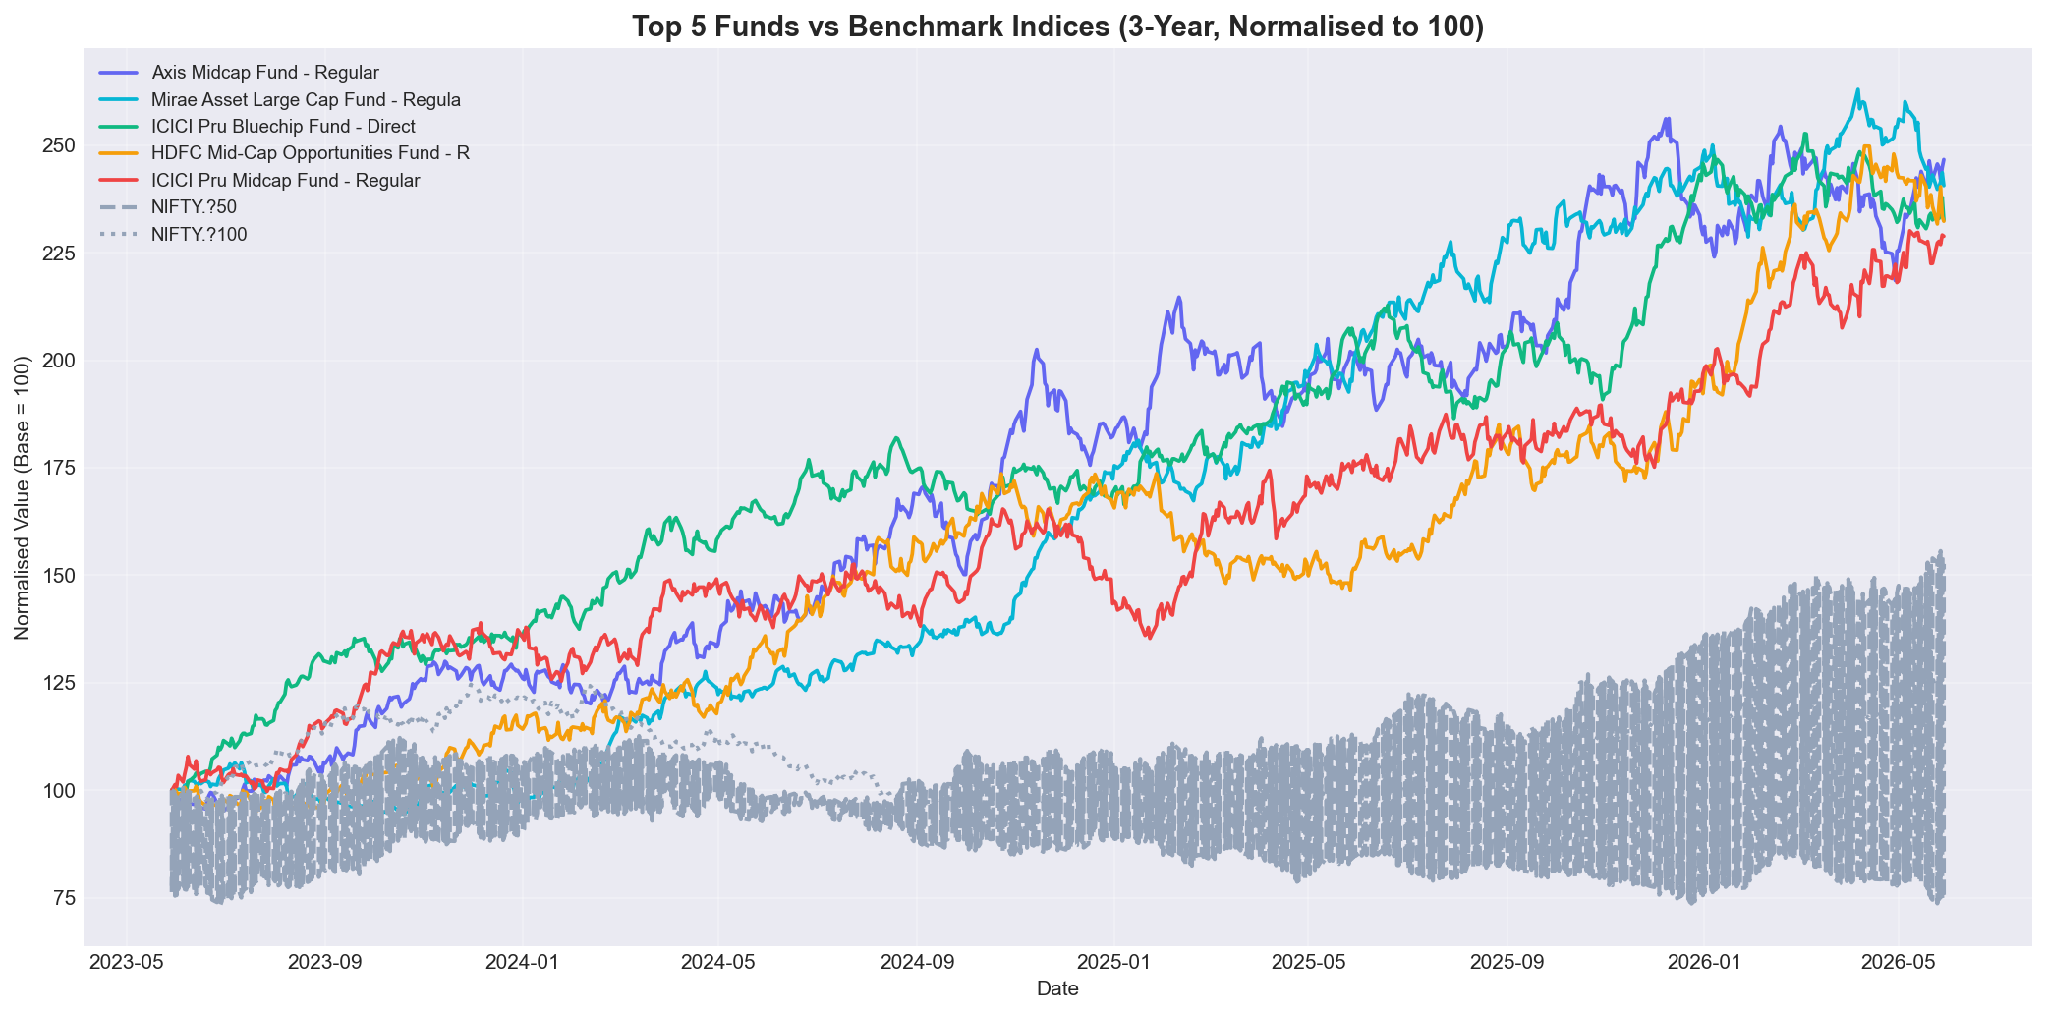 Top 5 Funds vs Benchmark Indices (3-Year, Normalised to 100)
Axis Midcap Fund - Regular
Mirae Asset Large Cap Fund - Regula
ICICI Pru Bluechip Fund - Direct
HDFC Mid-Cap Opportunities Fund - R
ICICI Pru Midcap Fund - Regular
NIFTY.?50
NIFTY.?100
Normalised Value (Base = 100)
250
225
200
175
150
125
100
75
2023-05 2023-09 2024-01 2024-05 2024-09 2025-01 2025-05 2025-09 2026-01 2026-05
Date